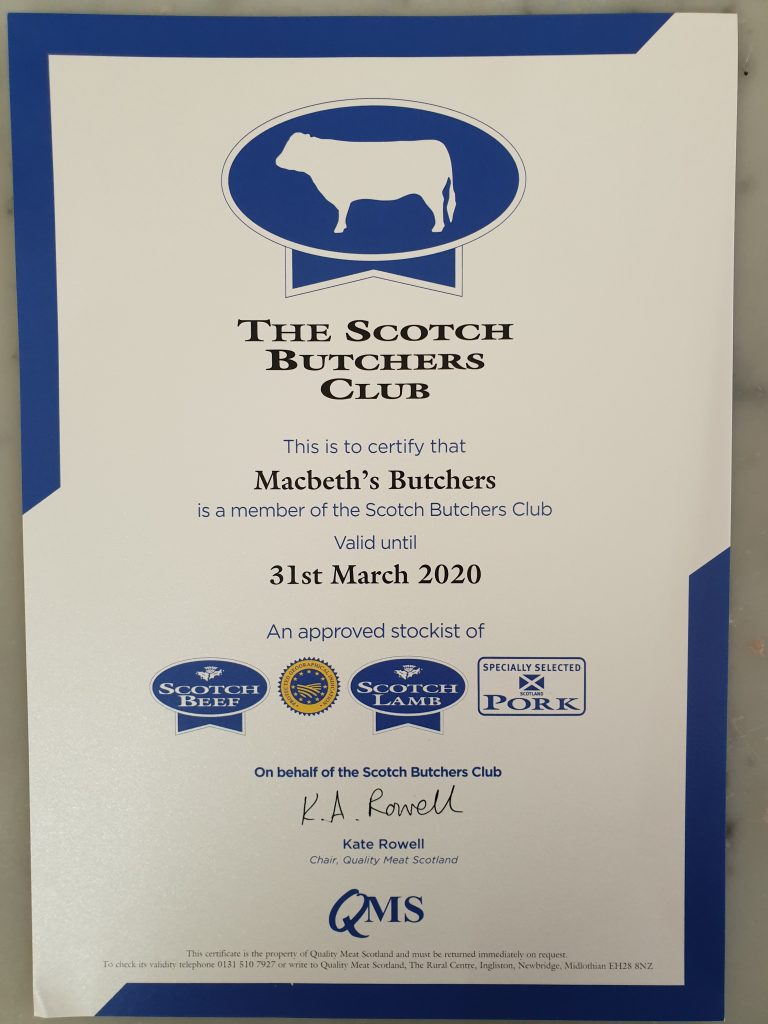 THE SCOTCH
BUTCHERS
CLUB
This is to certify that
Macbeth's Butchers
is a member of the Scotch Butchers Club
Valid until
31st March 2020
An approved stockist of
SCOTCH
BEEF
PROTECTED GEOGRAPHICAL INDICATION
SCOTCH
LAMB
SPECIALLY SELECTED
SCOTLAND
PORK
On behalf of the Scotch Butchers Club
K.A. Rowell
Kate Rowell
Chair, Quality Meat Scotland
QMS
This certificate is the property of Quality Meat Scotland and must be returned immediately on request.
To check its validity telephone 0131 510 7927 or write to Quality Meat Scotland, The Rural Centre, Ingliston, Newbridge, Midlothian EH28 8NZ